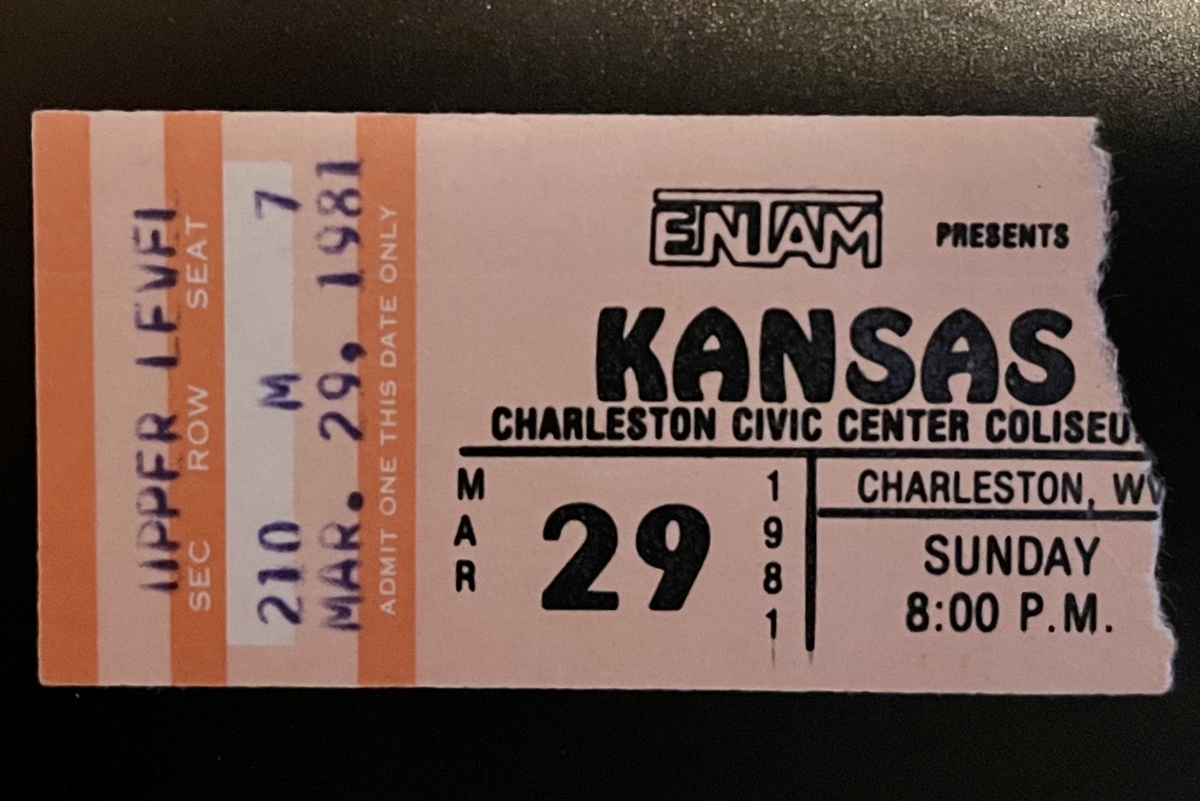 UPPER LEVEL
SEC ROW SEAT
210 M 7
MAR. 29, 1981
ADMIT ONE THIS DATE ONLY
ENTAM PRESENTS
KANSAS
CHARLESTON CIVIC CENTER COLISEU
MAR 29 1981
CHARLESTON, WV
SUNDAY
8:00 P.M.